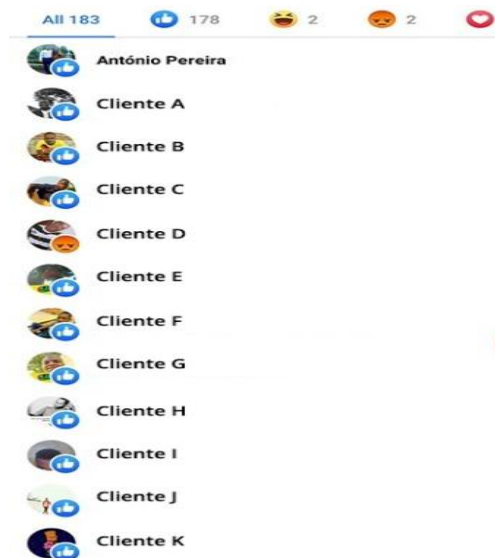 All 183 178 2 2
António Pereira
Cliente A
Cliente B
Cliente C
Cliente D
Cliente E
Cliente F
Cliente G
Cliente H
Cliente I
Cliente J
Cliente K